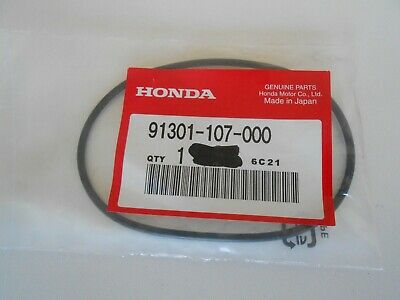 HONDA
GENUINE PARTS
Honda Motor Co., Ltd.
Made in Japan
91301-107-000
QTY 1 6C21